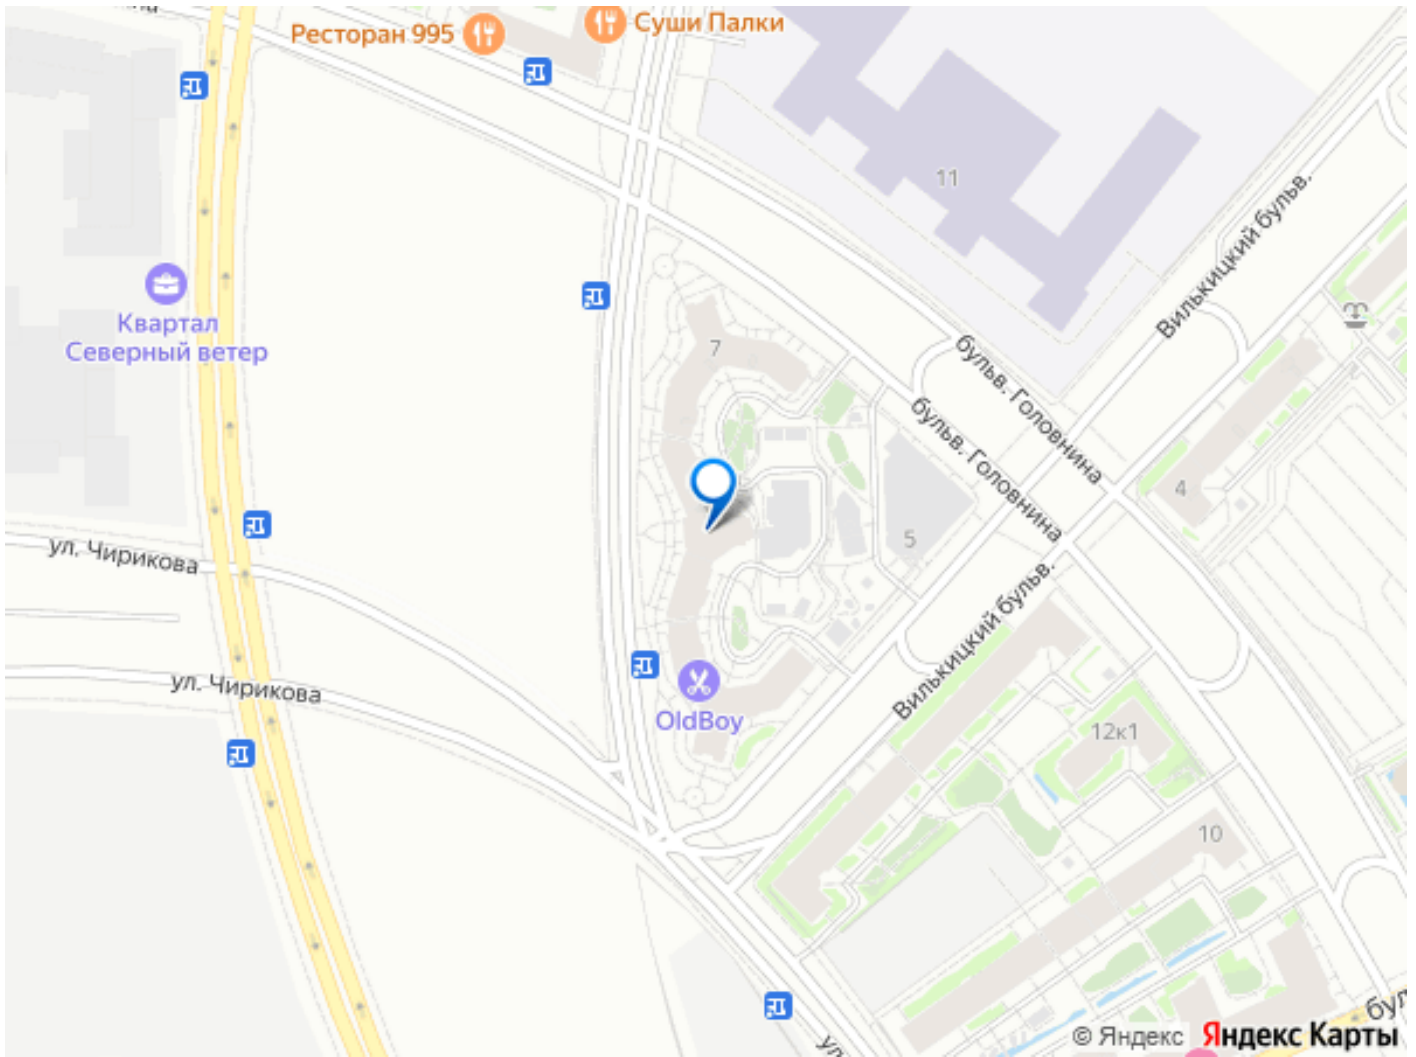 Ресторан 995
Суши Палки
11
Вилькицкий бульв.
Квартал
Северный ветер
7
бульв. Головнина
бульв. Головнина
4
5
ул. Чирикова
Вилькицкий бульв.
ул. Чирикова
OldBoy
12к1
10
© Яндекс
Яндекс Карты